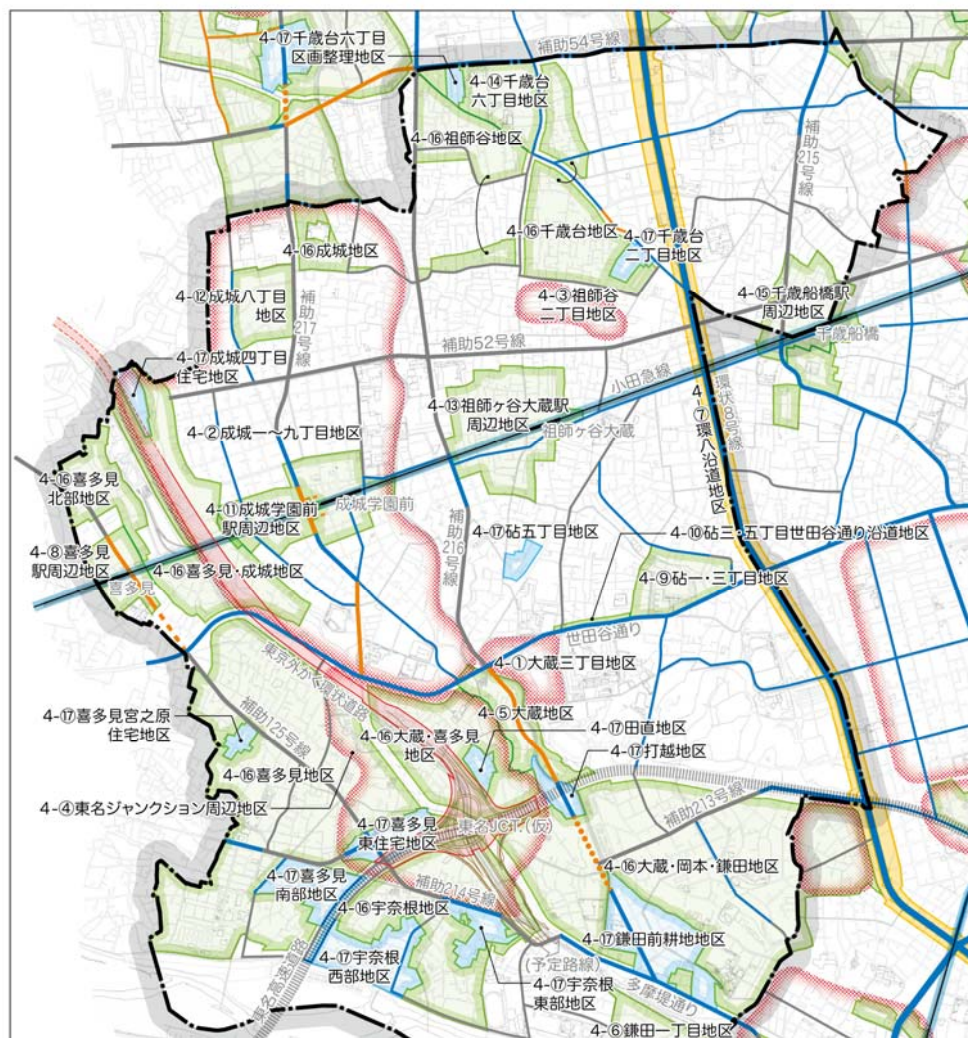 4-⑰千歳台六丁目
区画整理地区
補助54号線
4-⑭千歳台
六丁目地区
4-⑯祖師谷地区
補助215号線
4-⑯成城地区
4-⑯千歳台地区
4-⑰千歳台
二丁目地区
4-⑫成城八丁目
地区
補助217号線
4-③祖師谷
二丁目地区
4-⑮千歳船橋駅
周辺地区
千歳船橋
4-⑰成城四丁目
住宅地区
補助52号線
小田急線
環状8号線
4-⑦環八沿道地区
4-②成城一～九丁目地区
4-⑬祖師ヶ谷大蔵駅
周辺地区
祖師ヶ谷大蔵
4-⑯喜多見
北部地区
4-⑪成城学園前
駅周辺地区
成城学園前
補助216号線
4-⑰砧五丁目地区
4-⑩砧三・五丁目世田谷通り沿道地区
4-⑧喜多見
駅周辺地区
喜多見
4-⑯喜多見・成城地区
4-⑨砧一・三丁目地区
世田谷通り
東京外かく環状道路
4-①大蔵三丁目地区
4-⑤大蔵地区
4-⑰喜多見宮之原
住宅地区
補助125号線
4-⑯大蔵・喜多見
地区
4-⑰田直地区
4-⑰打越地区
4-⑯喜多見地区
4-④東名ジャンクション周辺地区
4-⑰喜多見
東住宅地区
東名JCT.(仮)
補助213号線
4-⑯大蔵・岡本・鎌田地区
4-⑰喜多見
南部地区
補助214号線
4-⑯宇奈根地区
4-⑰鎌田前耕地地区
4-⑰宇奈根
西部地区
(予定路線)
4-⑰宇奈根
東部地区
多摩堤通り
東名高速道路
4-⑥鎌田一丁目地区